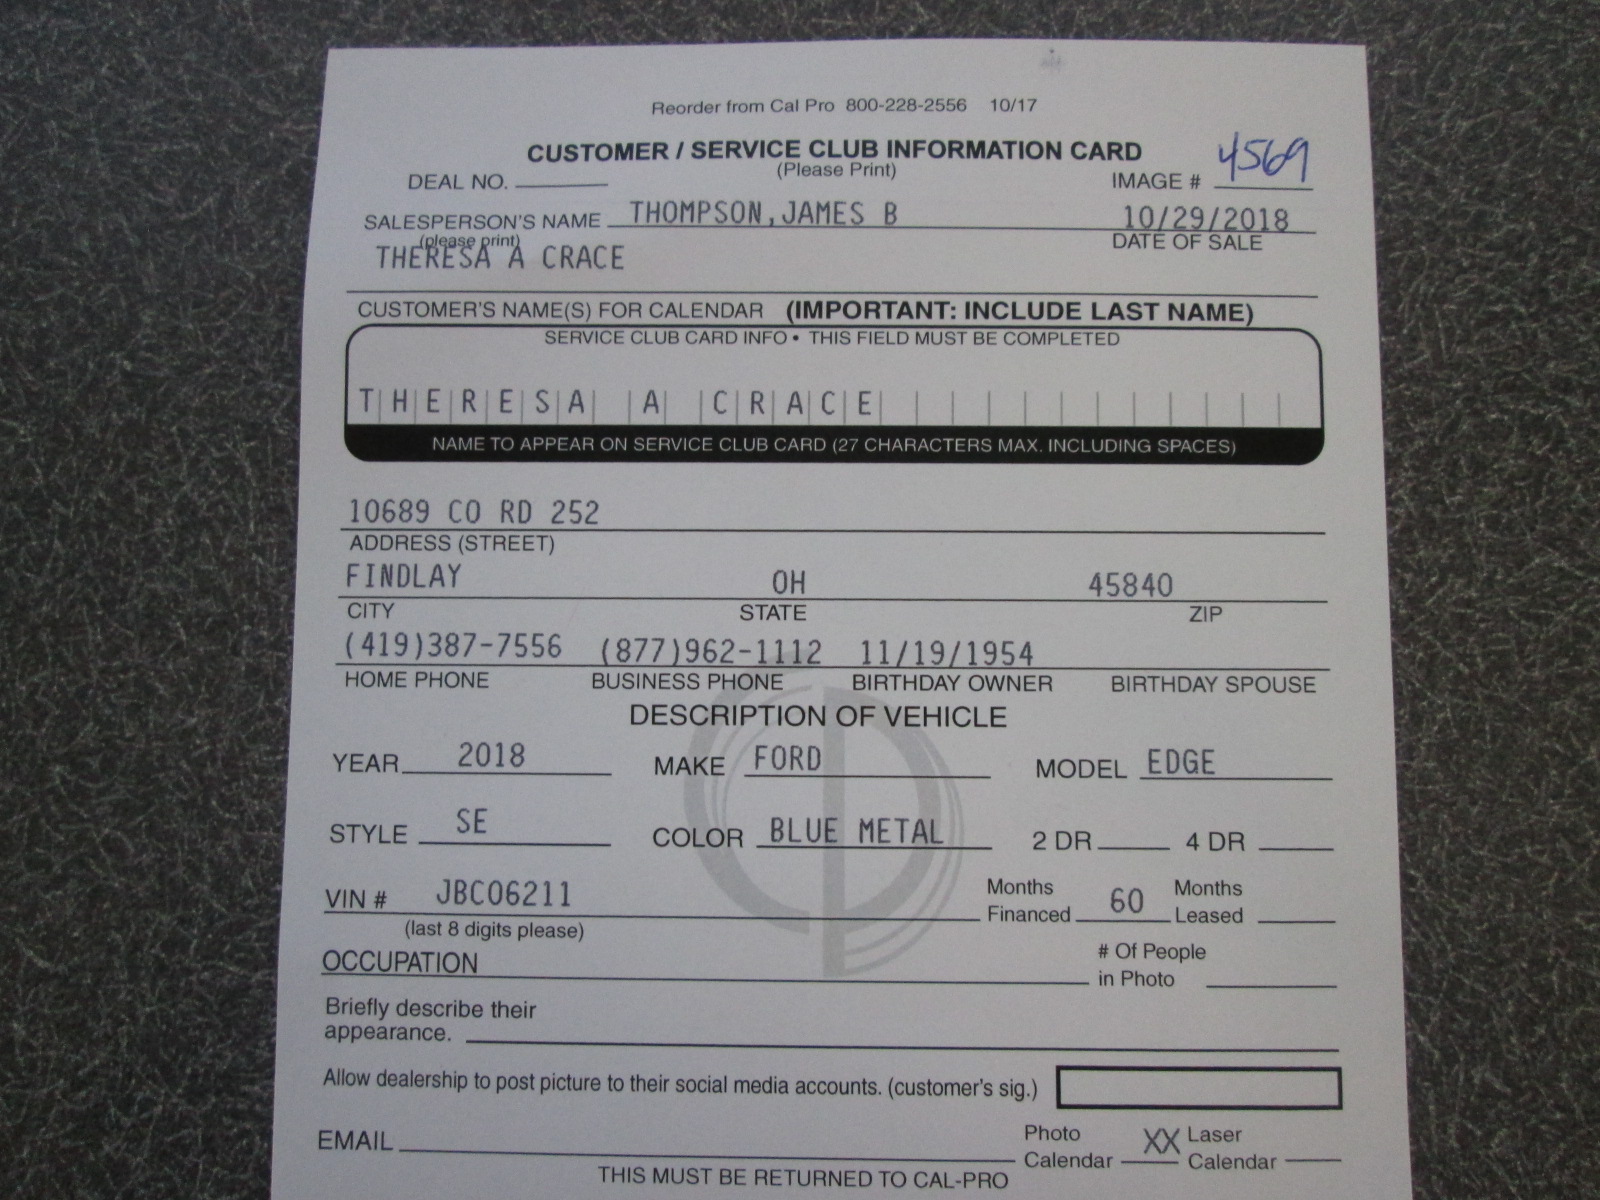 Reorder from Cal Pro 800-228-2556 10/17
CUSTOMER / SERVICE CLUB INFORMATION CARD
(Please Print)
DEAL NO. IMAGE # 4569
SALESPERSON'S NAME THOMPSON,JAMES B 10/29/2018
(please print) DATE OF SALE
THERESA A CRACE
CUSTOMER'S NAME(S) FOR CALENDAR (IMPORTANT: INCLUDE LAST NAME)
SERVICE CLUB CARD INFO • THIS FIELD MUST BE COMPLETED
THERESA A CRACE
NAME TO APPEAR ON SERVICE CLUB CARD (27 CHARACTERS MAX. INCLUDING SPACES)
10689 CO RD 252
ADDRESS (STREET)
FINDLAY OH 45840
CITY STATE ZIP
(419)387-7556 (877)962-1112 11/19/1954
HOME PHONE BUSINESS PHONE BIRTHDAY OWNER BIRTHDAY SPOUSE
DESCRIPTION OF VEHICLE
YEAR 2018 MAKE FORD MODEL EDGE
STYLE SE COLOR BLUE METAL 2 DR 4 DR
VIN # JBC06211 Months Financed 60 Months Leased
(last 8 digits please)
OCCUPATION # Of People in Photo
Briefly describe their
appearance.
Allow dealership to post picture to their social media accounts. (customer's sig.)
EMAIL Photo Calendar XX Laser Calendar
THIS MUST BE RETURNED TO CAL-PRO